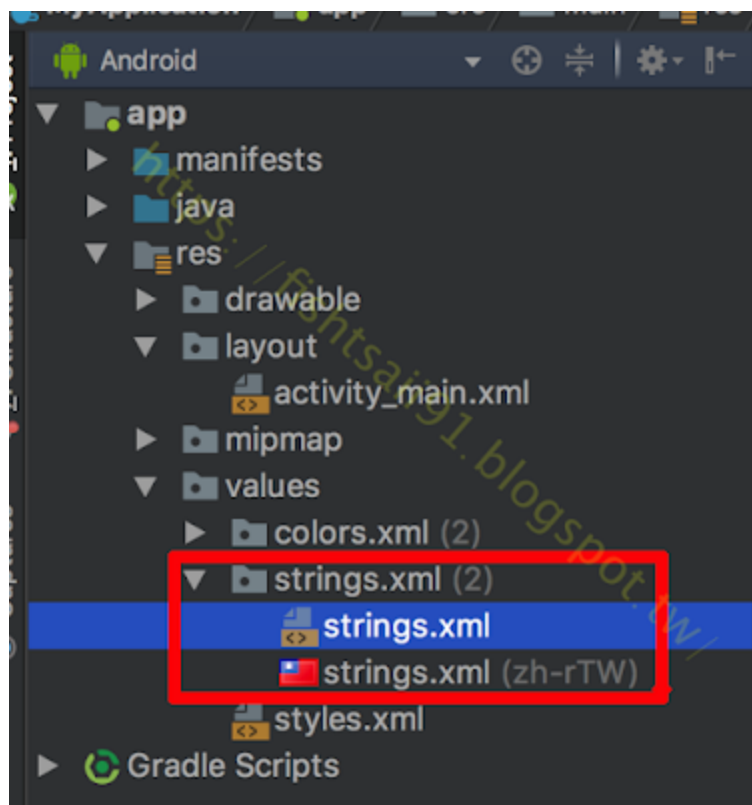 Android
app
manifests
java
res
drawable
layout
activity_main.xml
mipmap
values
colors.xml (2)
strings.xml (2)
strings.xml
strings.xml (zh-rTW)
styles.xml
Gradle Scripts
https://fishtsai91.blogspot.tw/